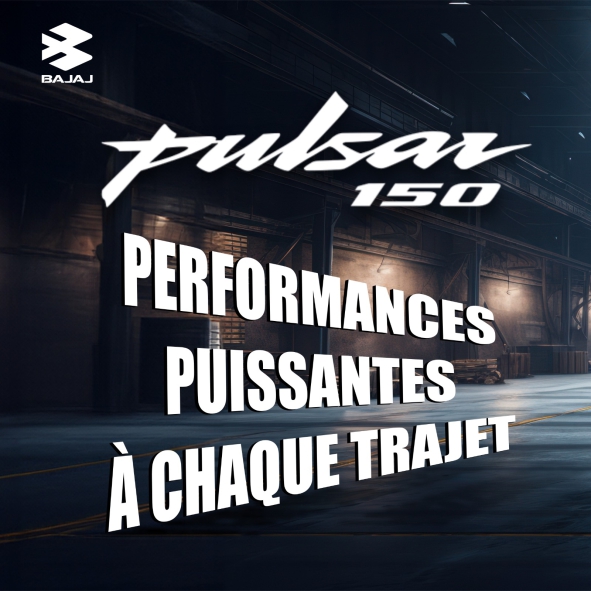 BAJAJ
pulsar
150
PERFORMANCES
PUISSANTES
À CHAQUE TRAJET